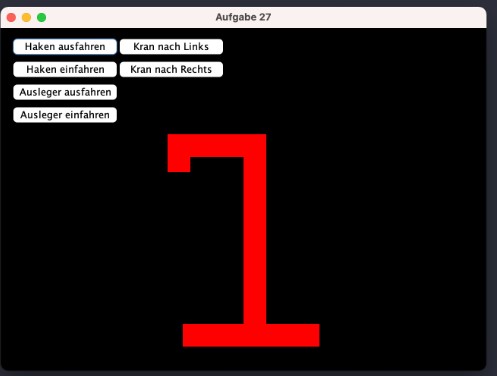 Aufgabe 27
Haken ausfahren Kran nach Links
Haken einfahren Kran nach Rechts
Ausleger ausfahren
Ausleger einfahren